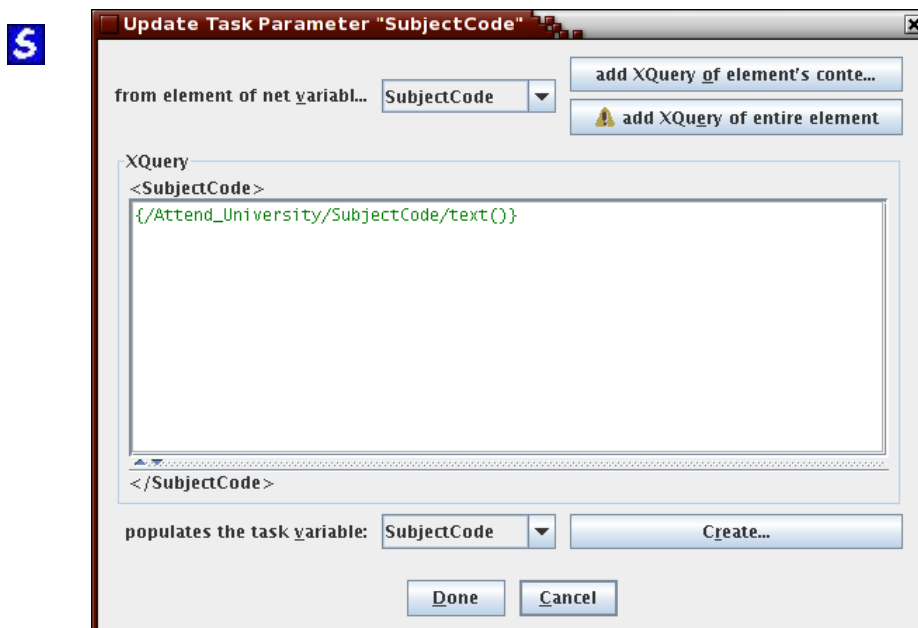 Update Task Parameter "SubjectCode"
S
from element of net variabl... SubjectCode add XQuery of element's conte...
add XQuery of entire element
XQuery
<SubjectCode>
{/Attend_University/SubjectCode/text()}
</SubjectCode>
populates the task variable: SubjectCode Create...
Done Cancel